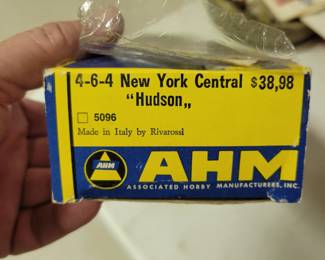 4-6-4 New York Central $38,98
"Hudson„
5096
Made in Italy by Rivarossi
AHM AHM
ASSOCIATED HOBBY MANUFACTURERS, INC.